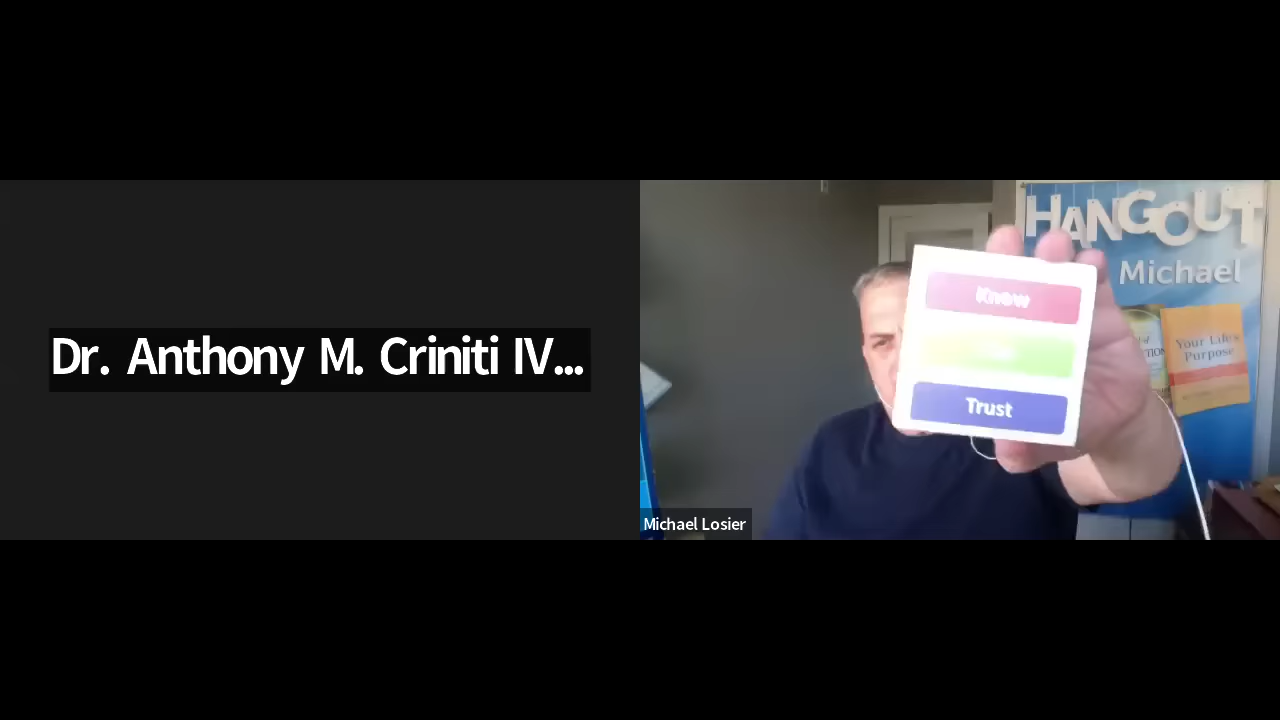 Dr. Anthony M. Criniti IV...
HANGOUT
Michael
Know
Trust
Your Life's
Purpose
Michael Losier